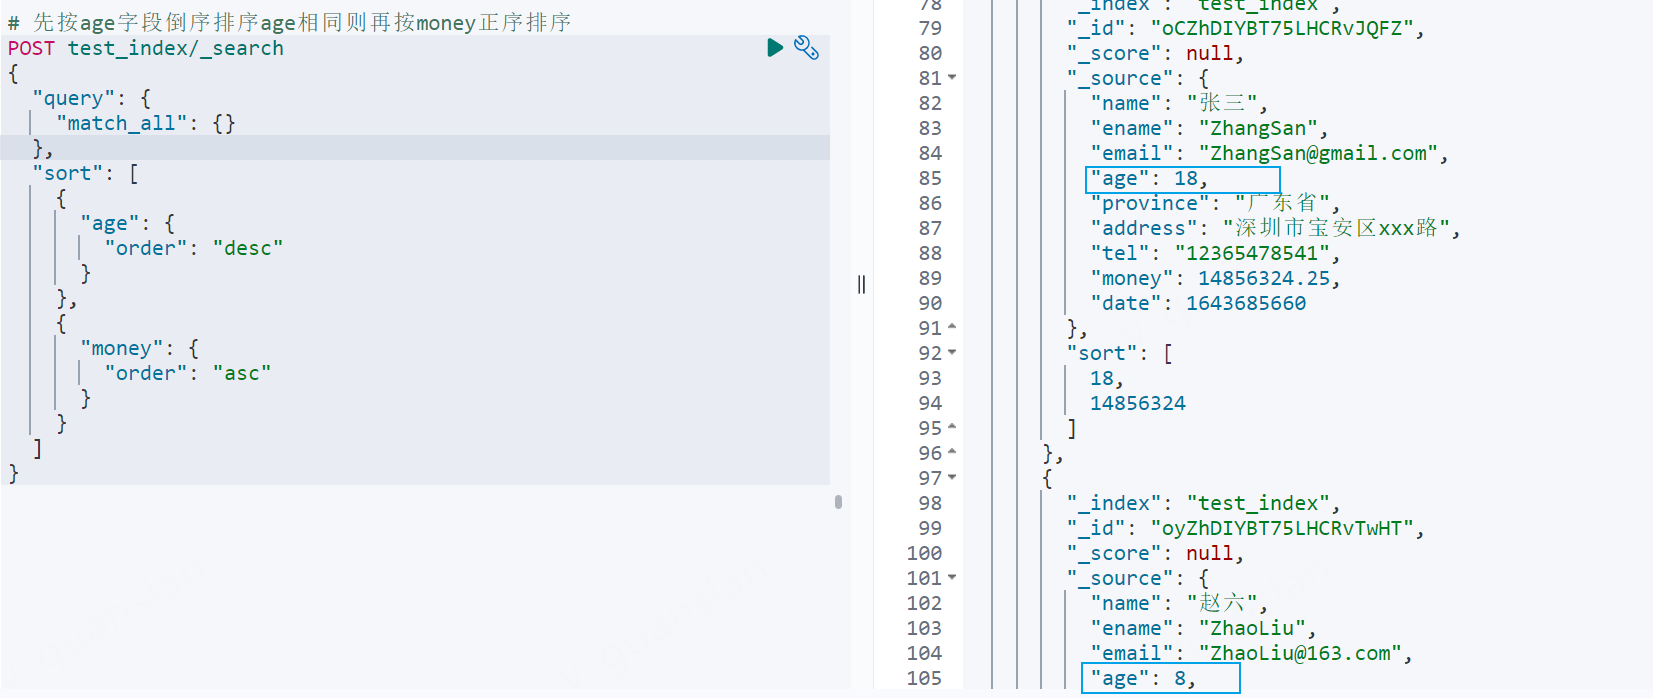 # 先按age字段倒序排序age相同则再按money正序排序
POST test_index/_search
{
  "query": {
    "match_all": {}
  },
  "sort": [
    {
      "age": {
        "order": "desc"
      }
    },
    {
      "money": {
        "order": "asc"
      }
    }
  ]
}
78 "_index": "test_index",
79 "_id": "oCZhDIYBT75LHCRvJQFZ",
80 "_score": null,
81 "_source": {
82 "name": "张三",
83 "ename": "ZhangSan",
84 "email": "ZhangSan@gmail.com",
85 "age": 18,
86 "province": "广东省",
87 "address": "深圳市宝安区xxx路",
88 "tel": "12365478541",
89 "money": 14856324.25,
90 "date": 1643685660
91 },
92 "sort": [
93 18,
94 14856324
95 ]
96 },
97 {
98 "_index": "test_index",
99 "_id": "oyZhDIYBT75LHCRvTwHT",
100 "_score": null,
101 "_source": {
102 "name": "赵六",
103 "ename": "ZhaoLiu",
104 "email": "ZhaoLiu@163.com",
105 "age": 8,